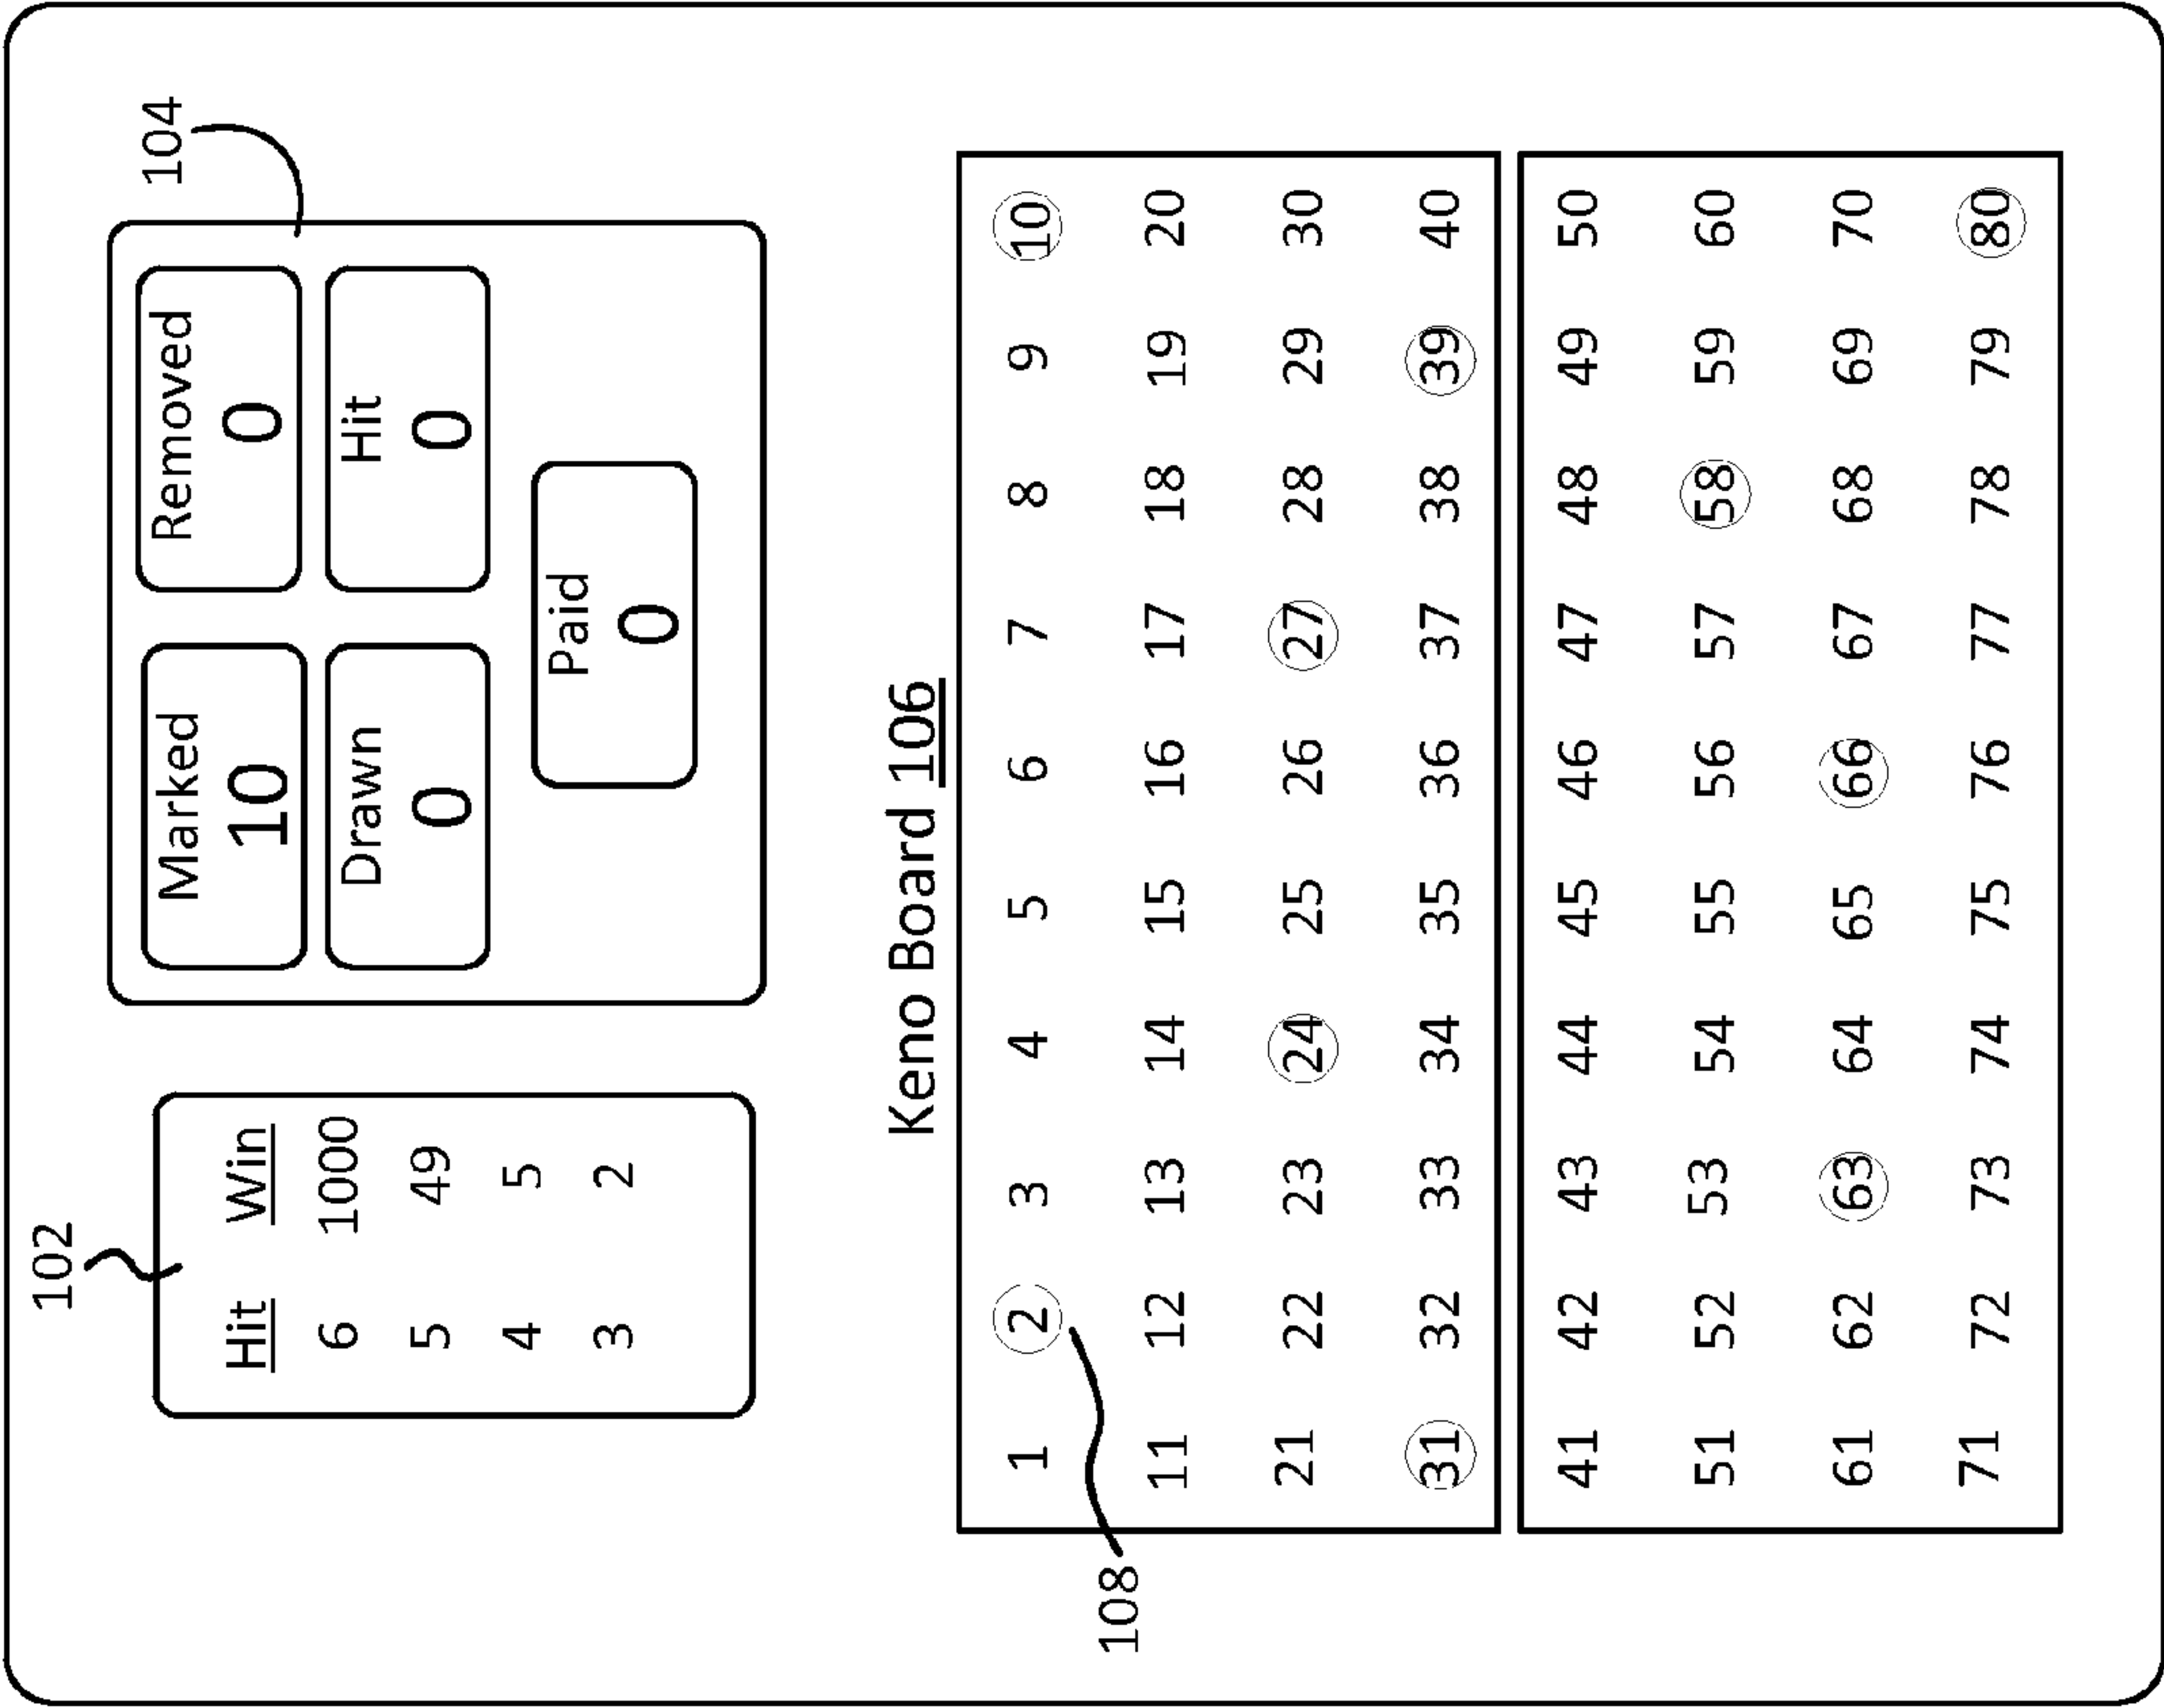 102
104
Hit Win
6 1000
5 49
4 5
3 2
Marked Removed
10 0
Drawn Hit
0 0
Paid
0
Keno Board 106
108
1 2 3 4 5 6 7 8 9 10
11 12 13 14 15 16 17 18 19 20
21 22 23 24 25 26 27 28 29 30
31 32 33 34 35 36 37 38 39 40
41 42 43 44 45 46 47 48 49 50
51 52 53 54 55 56 57 58 59 60
61 62 63 64 65 66 67 68 69 70
71 72 73 74 75 76 77 78 79 80